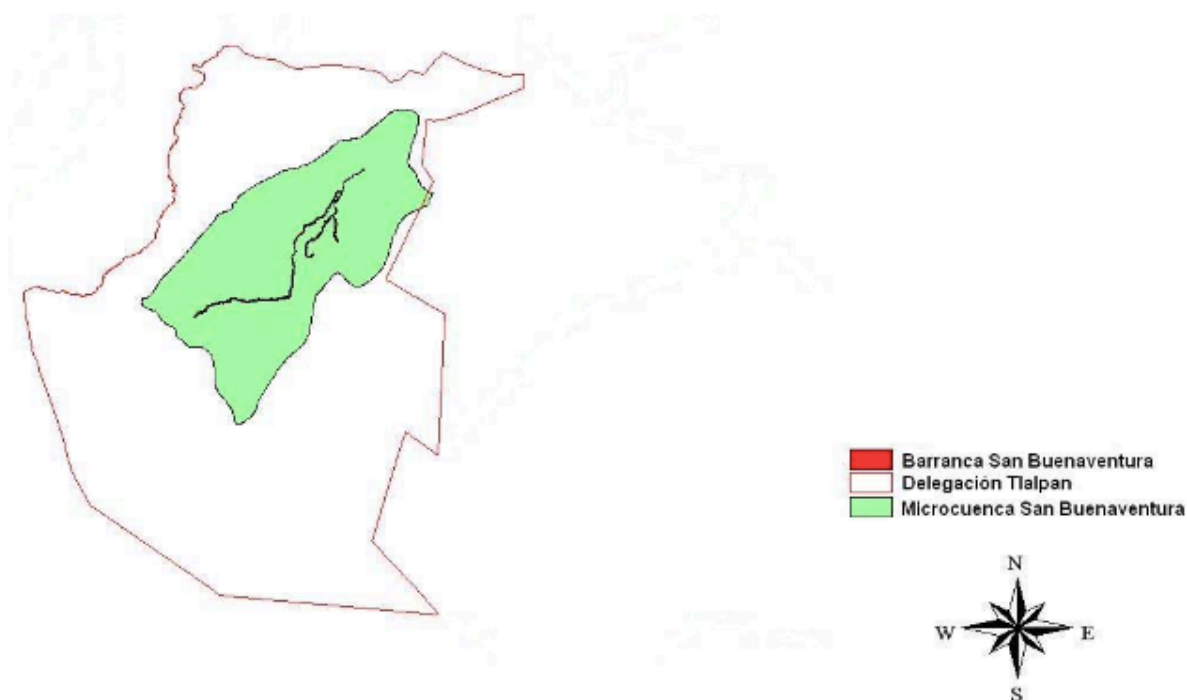 Barranca San Buenaventura
Delegación Tlalpan
Microcuenca San Buenaventura
N
W E
S